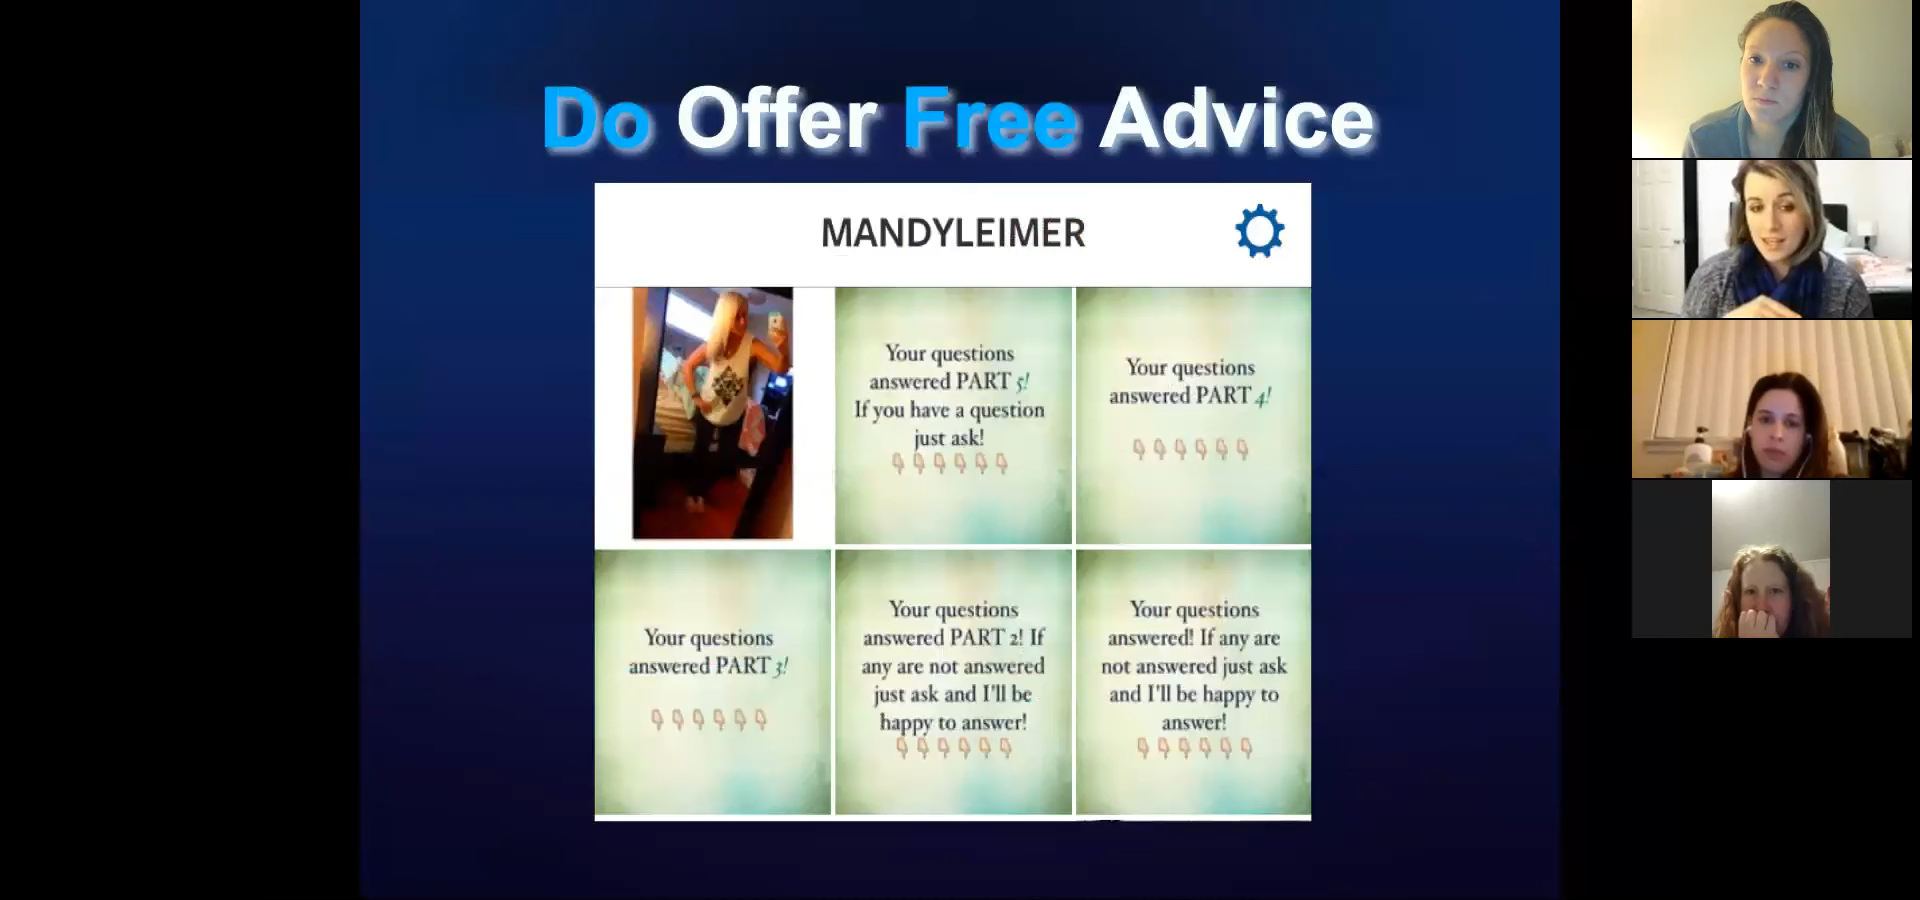 Do Offer Free Advice
MANDYLEIMER
Your questions
answered PART 5!
If you have a question
just ask!
Your questions
answered PART 4!
Your questions
answered PART 3!
Your questions
answered PART 2! If
any are not answered
just ask and I'll be
happy to answer!
Your questions
answered! If any are
not answered just ask
and I'll be happy to
answer!